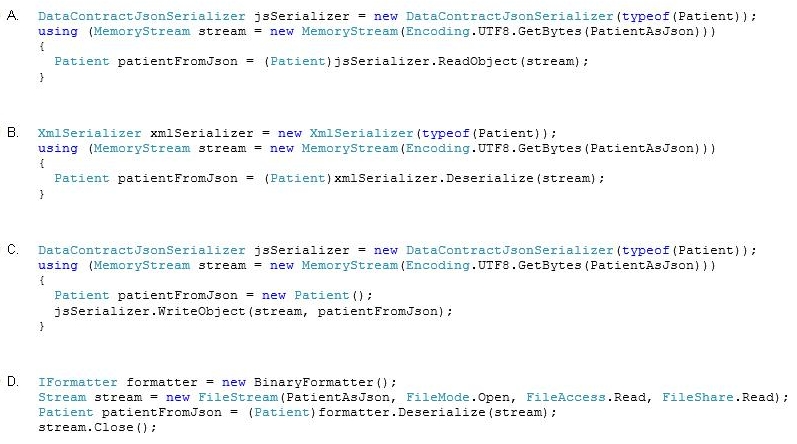 A. DataContractJsonSerializer jsSerializer = new DataContractJsonSerializer(typeof(Patient));
using (MemoryStream stream = new MemoryStream(Encoding.UTF8.GetBytes(PatientAsJson)))
{
Patient patientFromJson = (Patient)jsSerializer.ReadObject(stream);
}
B. XmlSerializer xmlSerializer = new XmlSerializer(typeof(Patient));
using (MemoryStream stream = new MemoryStream(Encoding.UTF8.GetBytes(PatientAsJson)))
{
Patient patientFromJson = (Patient)xmlSerializer.Deserialize(stream);
}
C. DataContractJsonSerializer jsSerializer = new DataContractJsonSerializer(typeof(Patient));
using (MemoryStream stream = new MemoryStream(Encoding.UTF8.GetBytes(PatientAsJson)))
{
Patient patientFromJson = new Patient();
jsSerializer.WriteObject(stream, patientFromJson);
}
D. IFormatter formatter = new BinaryFormatter();
Stream stream = new FileStream(PatientAsJson, FileMode.Open, FileAccess.Read, FileShare.Read);
Patient patientFromJson = (Patient)formatter.Deserialize(stream);
stream.Close();